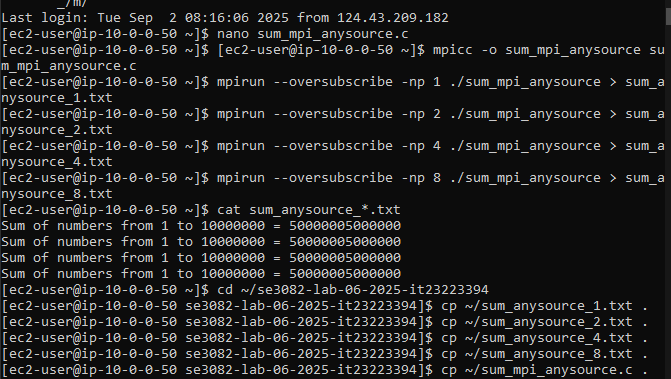 _/m/
Last login: Tue Sep  2 08:16:06 2025 from 124.43.209.182
[ec2-user@ip-10-0-0-50 ~]$ nano sum_mpi_anysource.c
[ec2-user@ip-10-0-0-50 ~]$ [ec2-user@ip-10-0-0-50 ~]$ mpicc -o sum_mpi_anysource su
m_mpi_anysource.c
[ec2-user@ip-10-0-0-50 ~]$ mpirun --oversubscribe -np 1 ./sum_mpi_anysource > sum_a
nysource_1.txt
[ec2-user@ip-10-0-0-50 ~]$ mpirun --oversubscribe -np 2 ./sum_mpi_anysource > sum_a
nysource_2.txt
[ec2-user@ip-10-0-0-50 ~]$ mpirun --oversubscribe -np 4 ./sum_mpi_anysource > sum_a
nysource_4.txt
[ec2-user@ip-10-0-0-50 ~]$ mpirun --oversubscribe -np 8 ./sum_mpi_anysource > sum_a
nysource_8.txt
[ec2-user@ip-10-0-0-50 ~]$ cat sum_anysource_*.txt
Sum of numbers from 1 to 10000000 = 50000005000000
Sum of numbers from 1 to 10000000 = 50000005000000
Sum of numbers from 1 to 10000000 = 50000005000000
Sum of numbers from 1 to 10000000 = 50000005000000
[ec2-user@ip-10-0-0-50 ~]$ cd ~/se3082-lab-06-2025-it23223394
[ec2-user@ip-10-0-0-50 se3082-lab-06-2025-it23223394]$ cp ~/sum_anysource_1.txt .
[ec2-user@ip-10-0-0-50 se3082-lab-06-2025-it23223394]$ cp ~/sum_anysource_2.txt .
[ec2-user@ip-10-0-0-50 se3082-lab-06-2025-it23223394]$ cp ~/sum_anysource_4.txt .
[ec2-user@ip-10-0-0-50 se3082-lab-06-2025-it23223394]$ cp ~/sum_anysource_8.txt .
[ec2-user@ip-10-0-0-50 se3082-lab-06-2025-it23223394]$ cp ~/sum_mpi_anysource.c .